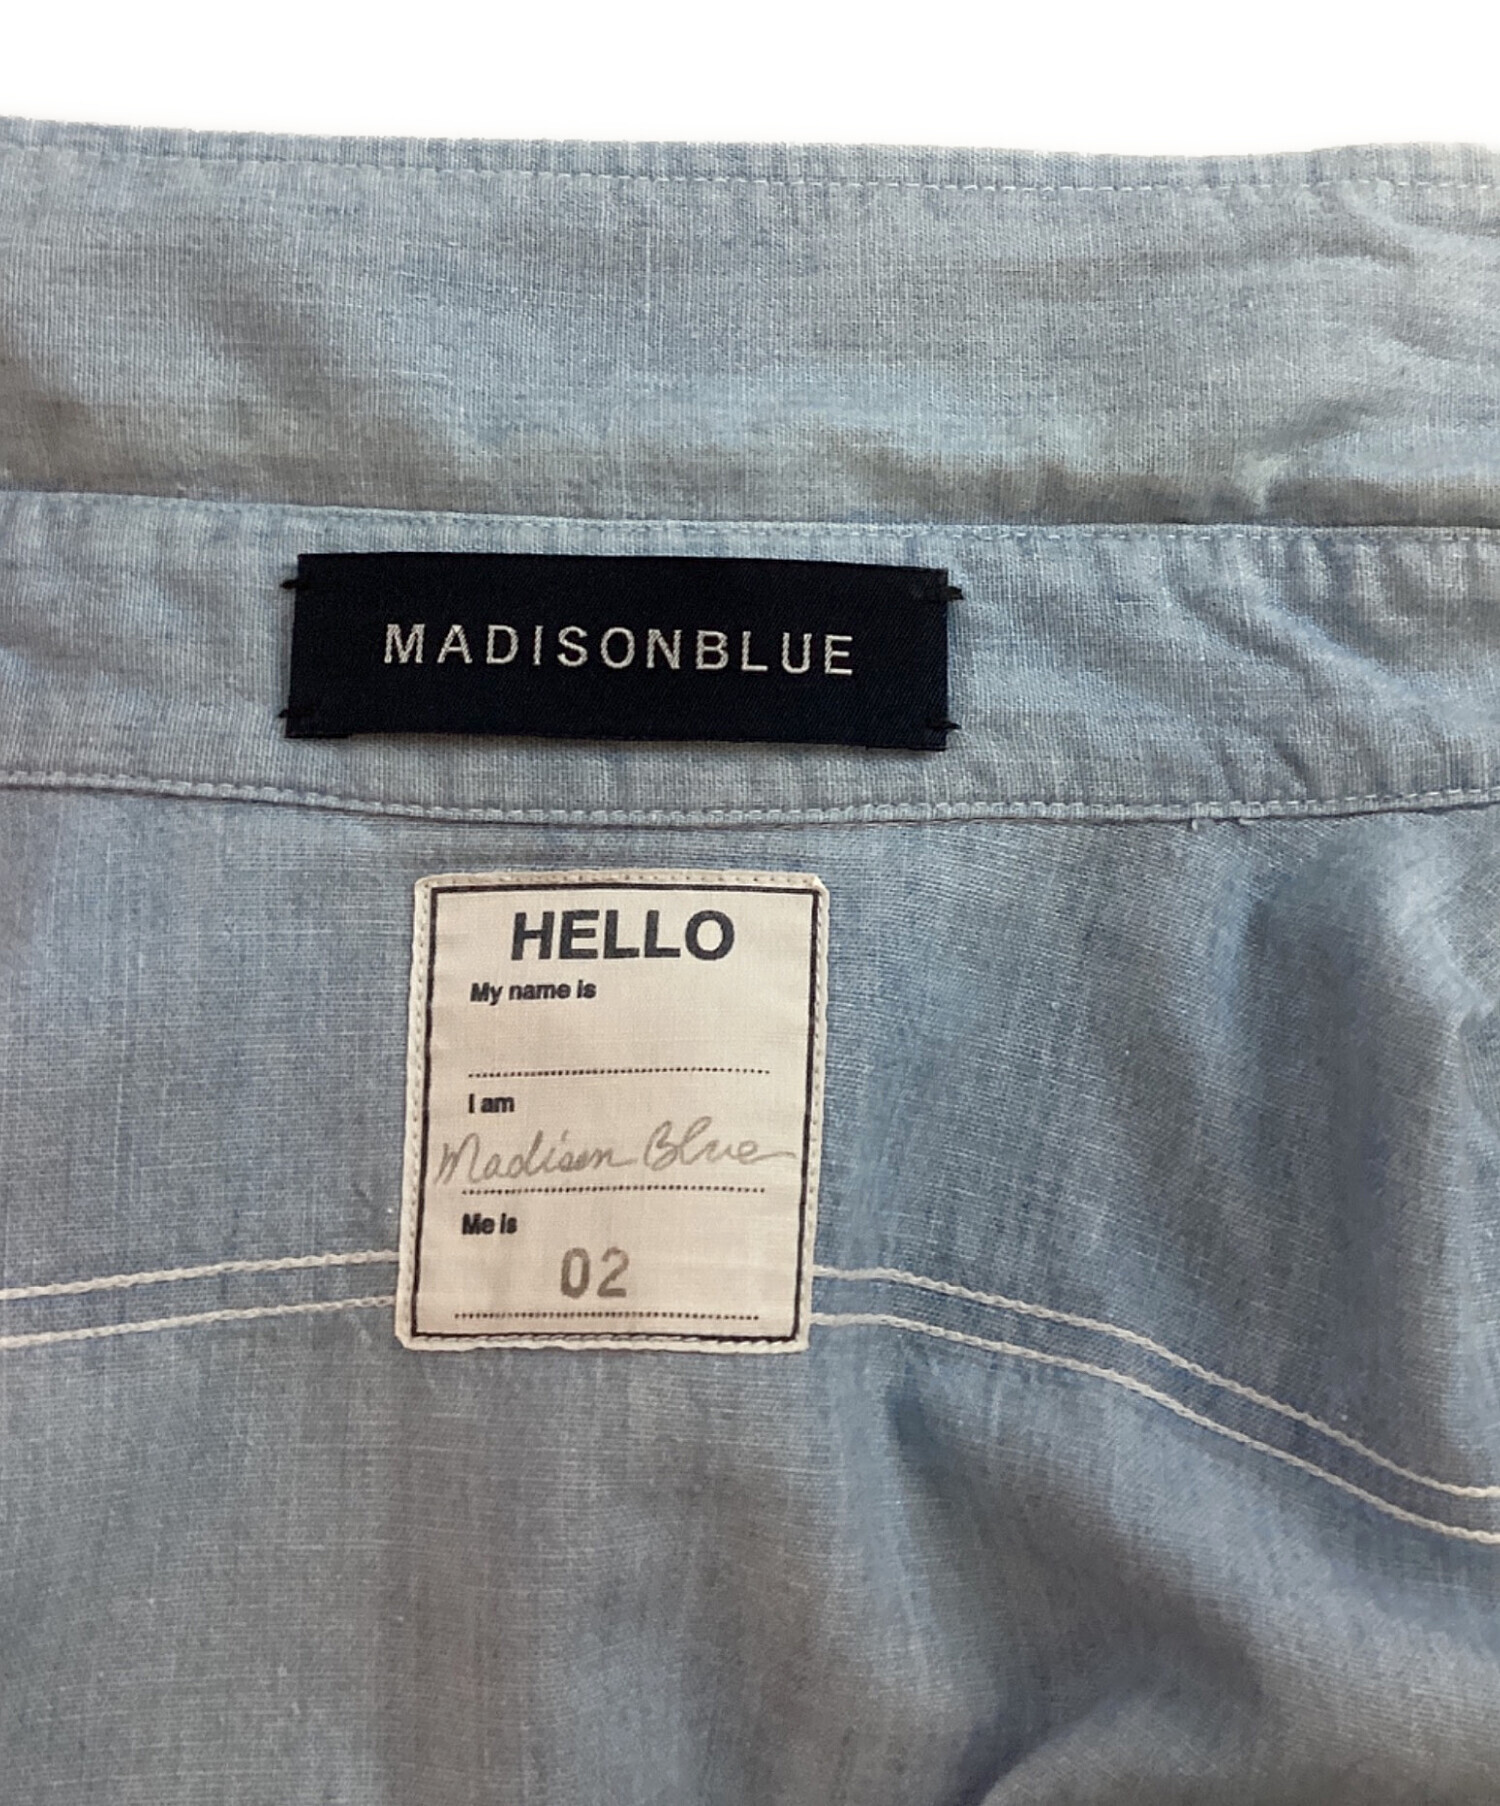 MADISONBLUE
HELLO
My name is
I am
Madison Blue
Me is
02